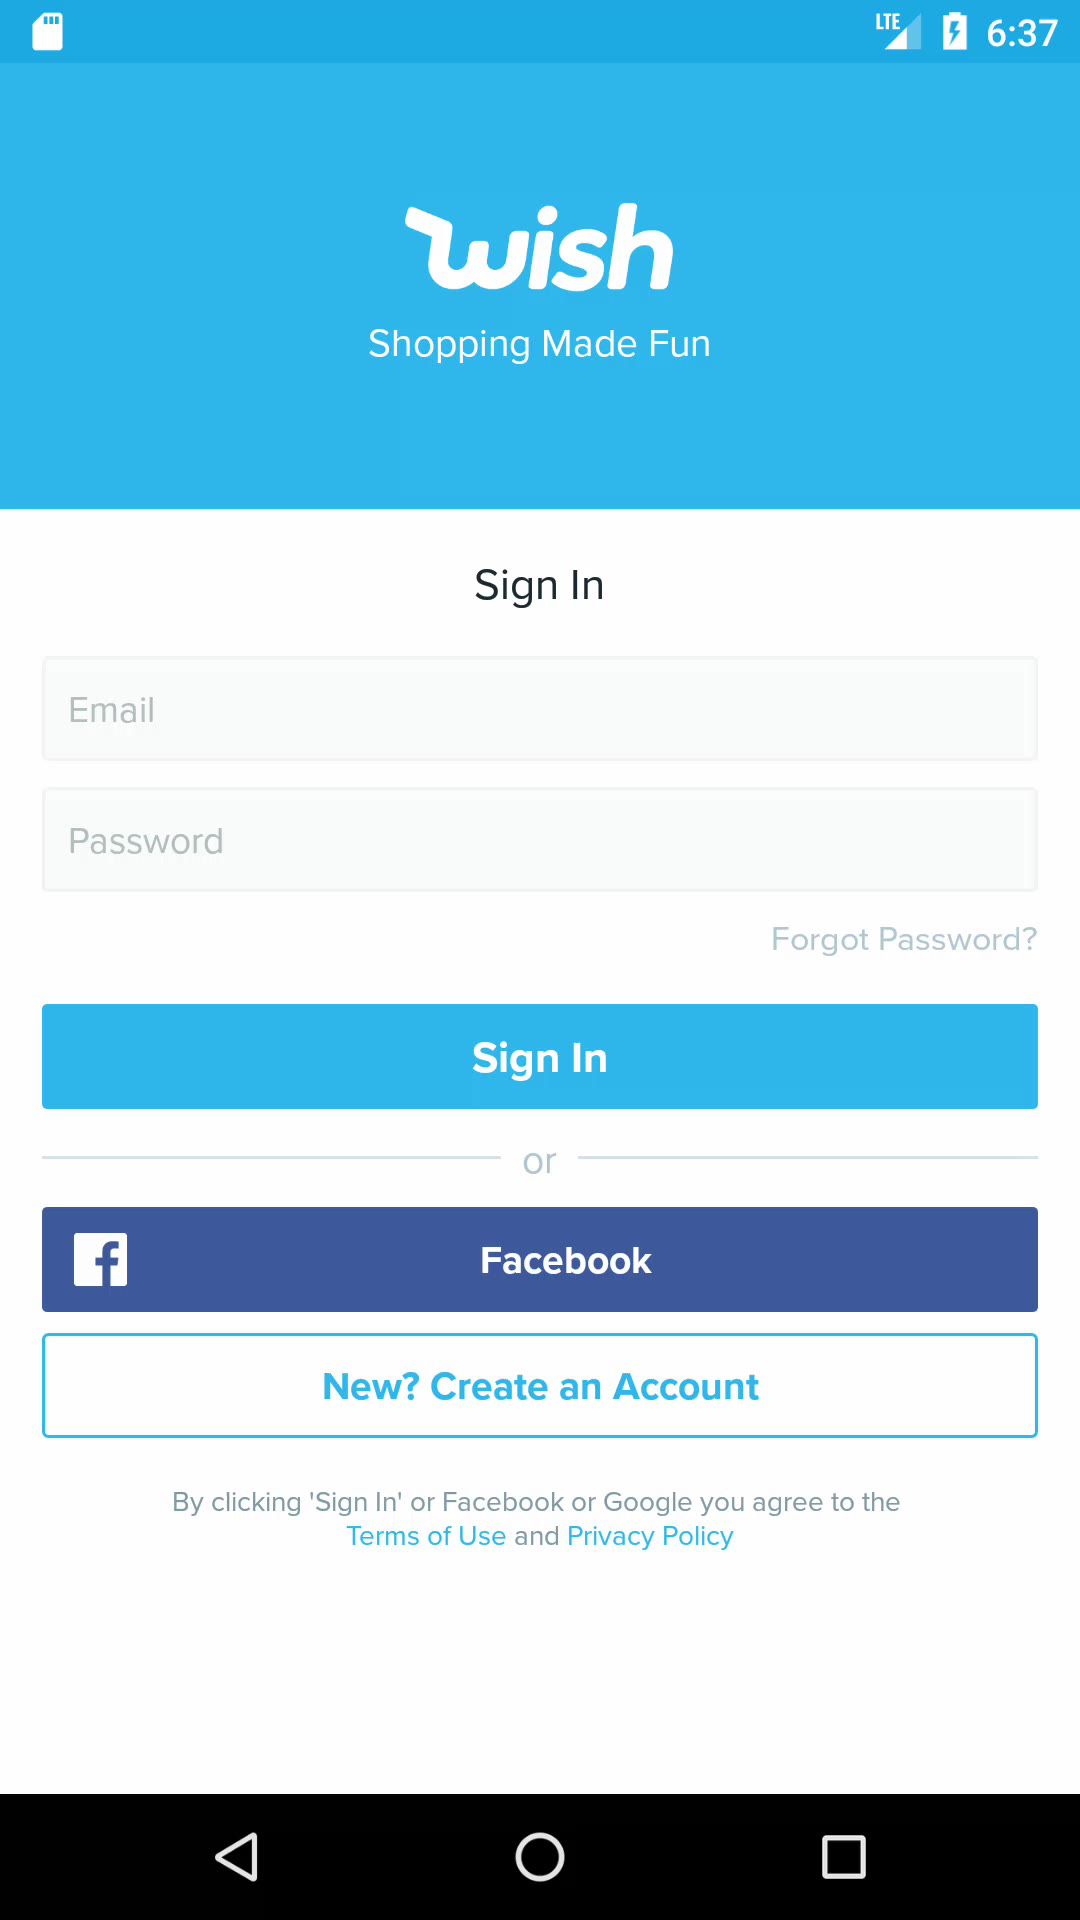 LTE 6:37
wish
Shopping Made Fun
Sign In
Email
Password
Forgot Password?
Sign In
or
Facebook
New? Create an Account
By clicking 'Sign In' or Facebook or Google you agree to the
Terms of Use and Privacy Policy